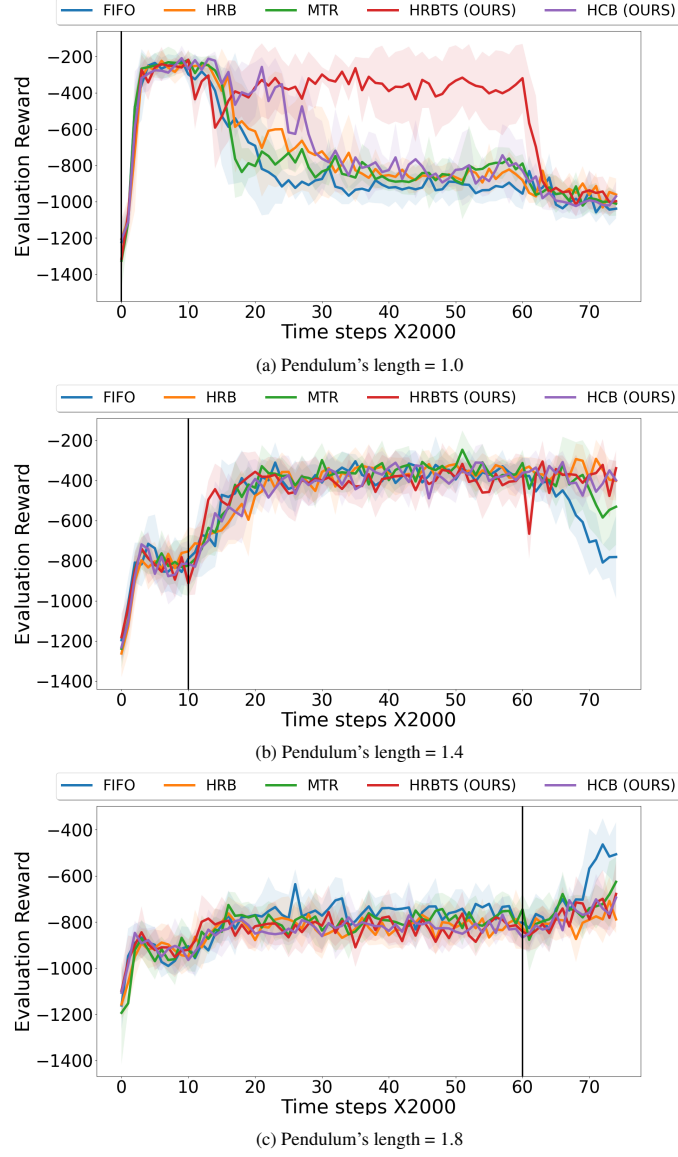 FIFO HRB MTR HRBTS (OURS) HCB (OURS)
−200
−400
−600
−800
−1000
−1200
−1400
Evaluation Reward
0 10 20 30 40 50 60 70
Time steps X2000
(a) Pendulum's length = 1.0
FIFO HRB MTR HRBTS (OURS) HCB (OURS)
−200
−400
−600
−800
−1000
−1200
−1400
Evaluation Reward
0 10 20 30 40 50 60 70
Time steps X2000
(b) Pendulum's length = 1.4
FIFO HRB MTR HRBTS (OURS) HCB (OURS)
−400
−600
−800
−1000
−1200
−1400
Evaluation Reward
0 10 20 30 40 50 60 70
Time steps X2000
(c) Pendulum's length = 1.8